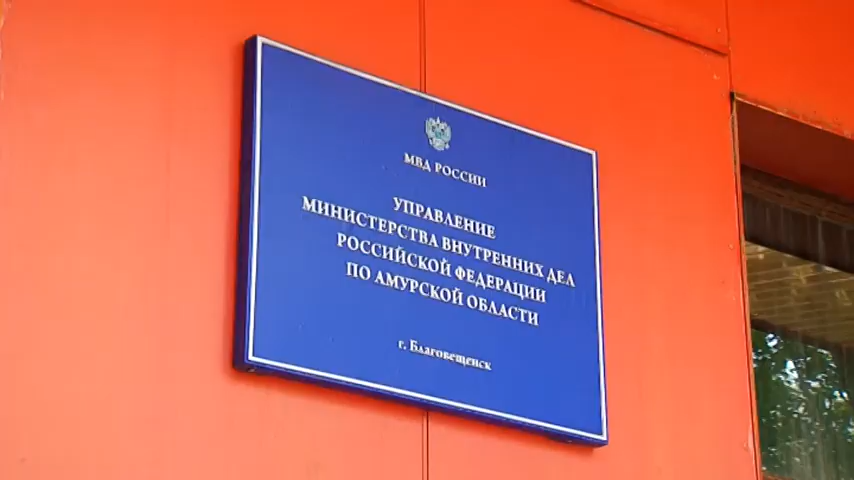 МВД РОССИИ
УПРАВЛЕНИЕ
МИНИСТЕРСТВА ВНУТРЕННИХ ДЕЛ
РОССИЙСКОЙ ФЕДЕРАЦИИ
ПО АМУРСКОЙ ОБЛАСТИ
г. Благовещенск